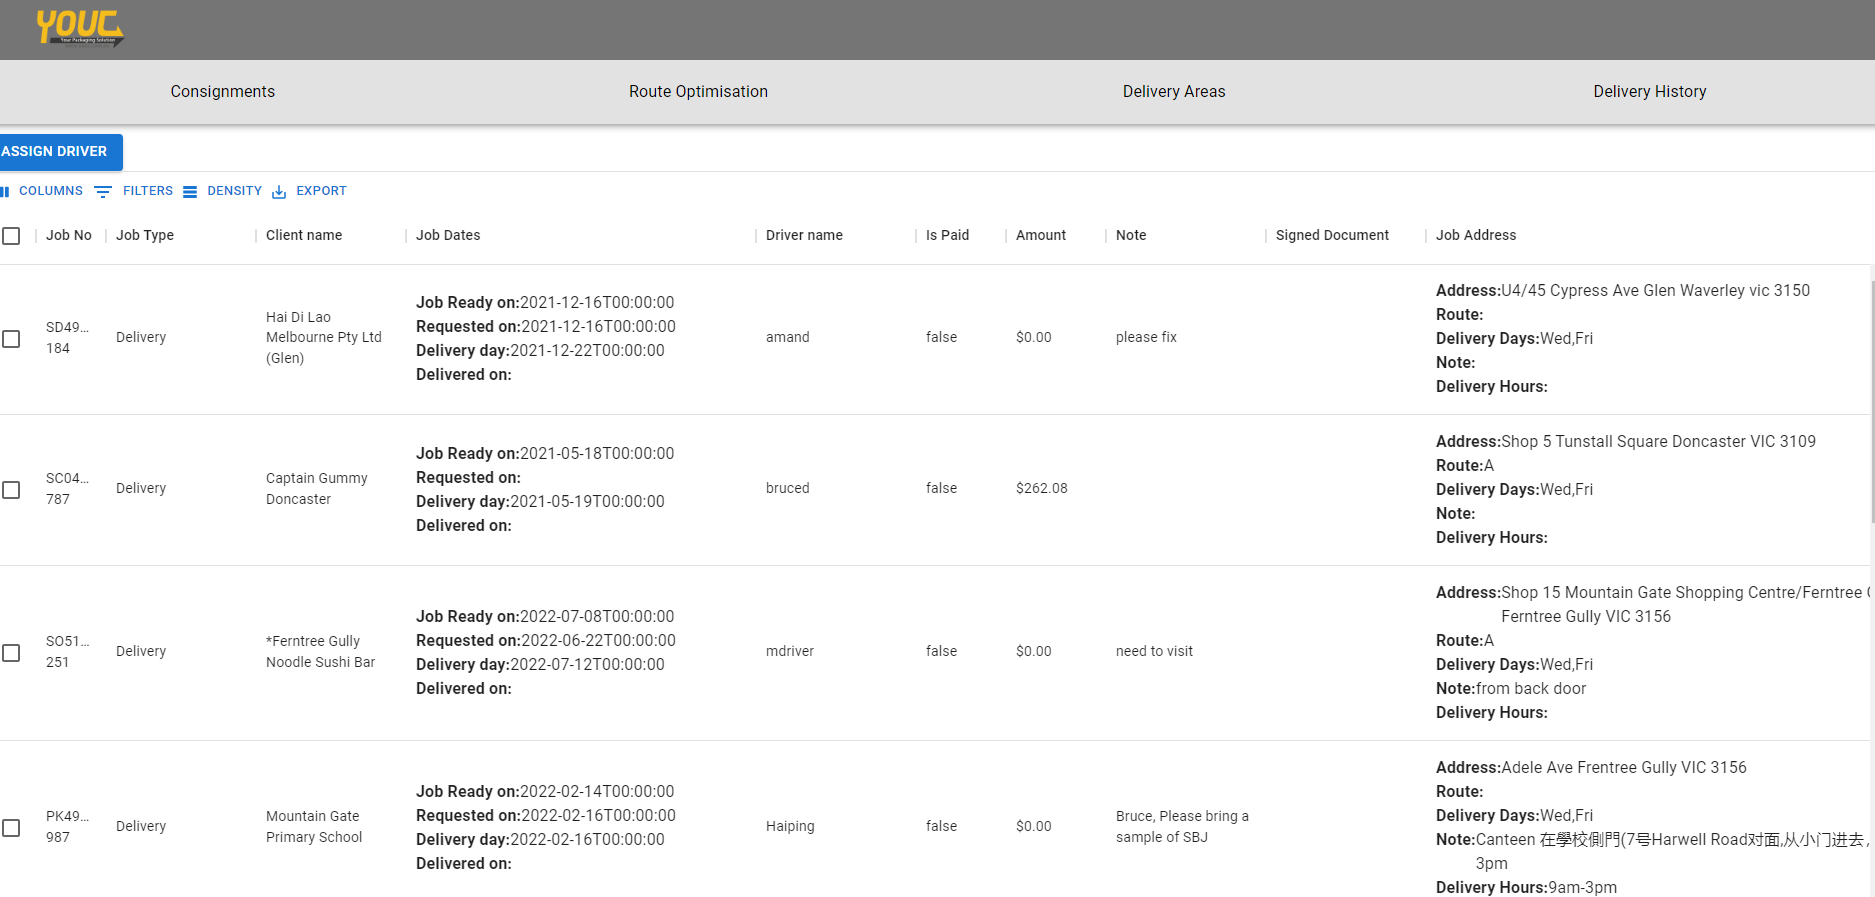 YOUC
Your Packaging Solution
Consignments Route Optimisation Delivery Areas Delivery History
ASSIGN DRIVER
COLUMNS FILTERS DENSITY EXPORT
Job No Job Type Client name Job Dates Driver name Is Paid Amount Note Signed Document Job Address
SD49...
184
Delivery
Hai Di Lao
Melbourne Pty Ltd
(Glen)
Job Ready on:2021-12-16T00:00:00
Requested on:2021-12-16T00:00:00
Delivery day:2021-12-22T00:00:00
Delivered on:
amand
false
$0.00
please fix
Address:U4/45 Cypress Ave Glen Waverley vic 3150
Route:
Delivery Days:Wed,Fri
Note:
Delivery Hours:
SC04...
787
Delivery
Captain Gummy
Doncaster
Job Ready on:2021-05-18T00:00:00
Requested on:
Delivery day:2021-05-19T00:00:00
Delivered on:
bruced
false
$262.08
Address:Shop 5 Tunstall Square Doncaster VIC 3109
Route:A
Delivery Days:Wed,Fri
Note:
Delivery Hours:
SO51...
251
Delivery
*Ferntree Gully
Noodle Sushi Bar
Job Ready on:2022-07-08T00:00:00
Requested on:2022-06-22T00:00:00
Delivery day:2022-07-12T00:00:00
Delivered on:
mdriver
false
$0.00
need to visit
Address:Shop 15 Mountain Gate Shopping Centre/Ferntree
Ferntree Gully VIC 3156
Route:A
Delivery Days:Wed,Fri
Note:from back door
Delivery Hours:
PK49...
987
Delivery
Mountain Gate
Primary School
Job Ready on:2022-02-14T00:00:00
Requested on:2022-02-16T00:00:00
Delivery day:2022-02-16T00:00:00
Delivered on:
Haiping
false
$0.00
Bruce, Please bring a
sample of SBJ
Address:Adele Ave Frentree Gully VIC 3156
Route:
Delivery Days:Wed,Fri
Note:Canteen 在學校側門(7号Harwell Road对面,从小门进去,
3pm
Delivery Hours:9am-3pm